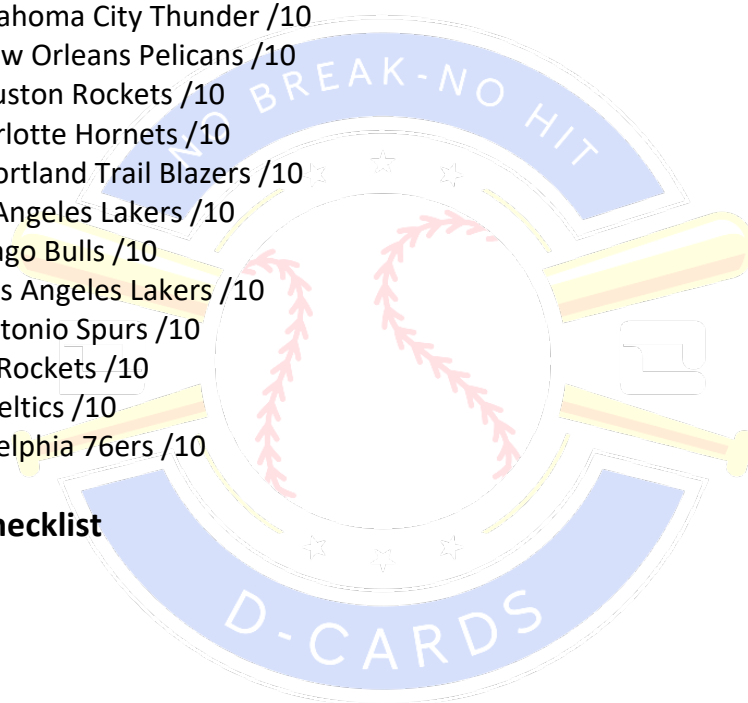 NO BREAK-NO HIT
ahoma City Thunder /10
w Orleans Pelicans /10
uston Rockets /10
rlotte Hornets /10
ortland Trail Blazers /10
Angeles Lakers /10
ago Bulls /10
s Angeles Lakers /10
tonio Spurs /10
Rockets /10
eltics /10
elphia 76ers /10
hecklist
D-CARDS